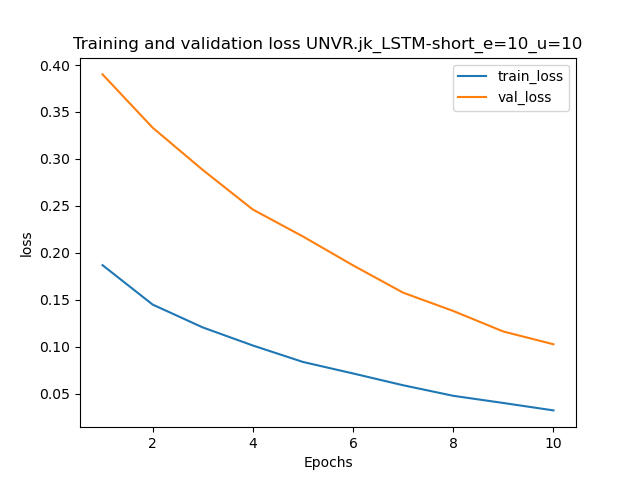 Training and validation loss UNVR.jk_LSTM-short_e=10_u=10
train_loss
val_loss
0.40
0.35
0.30
0.25
0.20
0.15
0.10
0.05
loss
2
4
6
8
10
Epochs